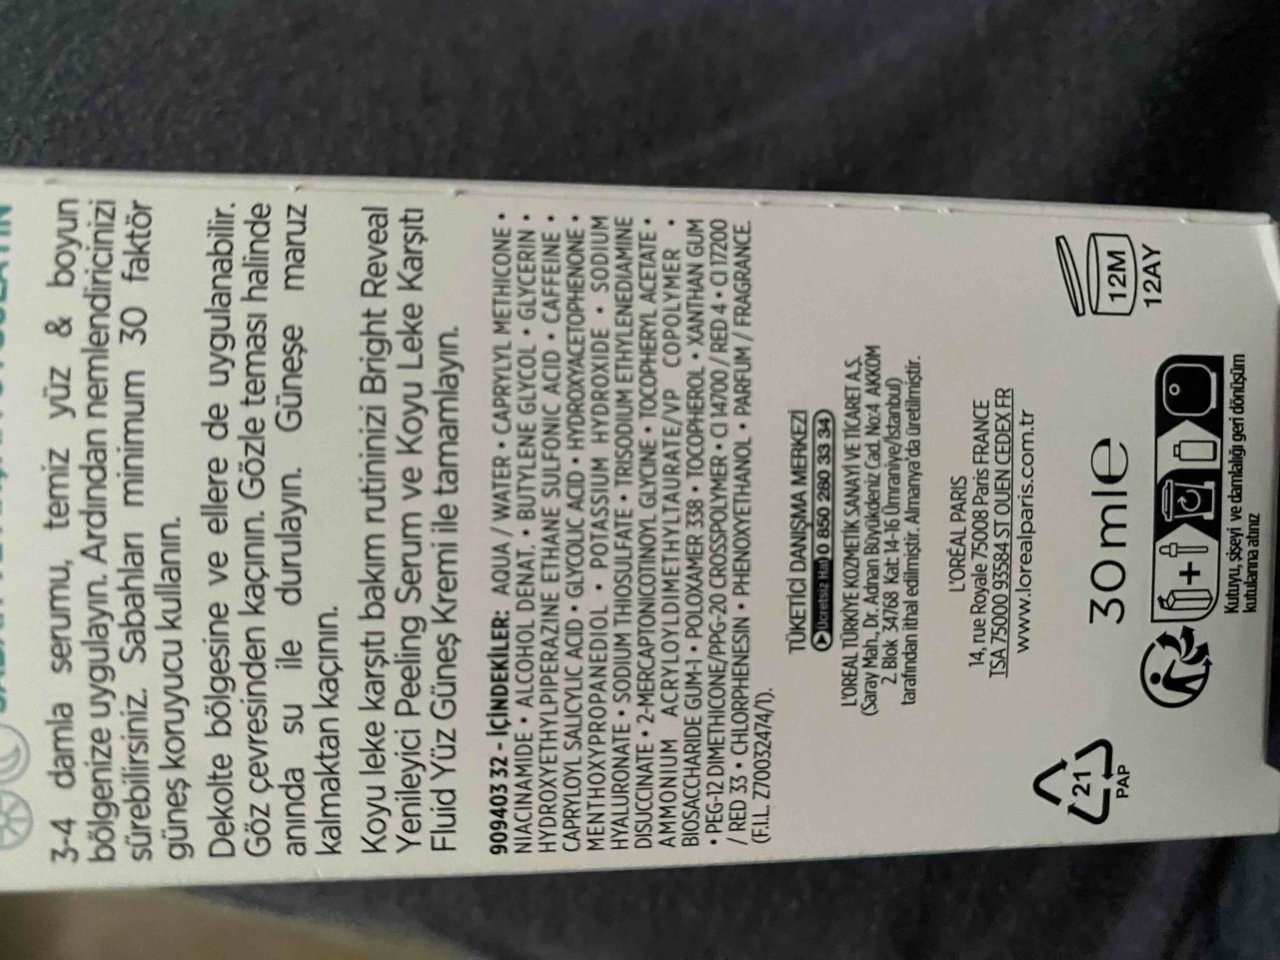 3-4 damla serumu, temiz yüz & boyun
bölgenize uygulayın. Ardından nemlendiricinizi
sürebilirsiniz. Sabahları minimum 30 faktör
güneş koruyucu kullanın.
Dekolte bölgesine ve ellere de uygulanabilir.
Göz çevresinden kaçının. Gözle teması halinde
anında su ile durulayın. Güneşe maruz
kalmaktan kaçının.
Koyu leke karşıtı bakım rutininizi Bright Reveal
Yenileyici Peeling Serum ve Koyu Leke Karşıtı
Fluid Yüz Güneş Kremi ile tamamlayın.
909403 32 - İÇİNDEKİLER: AQUA / WATER • CAPRYLYL METHICONE •
NIACINAMIDE • ALCOHOL DENAT. • BUTYLENE GLYCOL • GLYCERIN •
HYDROXYETHYLPIPERAZINE ETHANE SULFONIC ACID • CAFFEINE •
CAPRYLOYL SALICYLIC ACID • GLYCOLIC ACID • HYDROXYACETOPHENONE •
MENTHOXYPROPANEDIOL • POTASSIUM HYDROXIDE • SODIUM
HYALURONATE • SODIUM THIOSULFATE • TRISODIUM ETHYLENEDIAMINE
DISUCCINATE • 2-MERCAPTONICOTINOYL GLYCINE • TOCOPHERYL ACETATE •
AMMONIUM ACRYLOYLDIMETHYLTAURATE/VP COPOLYMER •
BIOSACCHARIDE GUM-1 • POLOXAMER 338 • TOCOPHEROL • XANTHAN GUM
• PEG-12 DIMETHICONE/PPG-20 CROSSPOLYMER • CI 14700 / RED 4 • CI 17200
/ RED 33 • CHLORPHENESIN • PHENOXYETHANOL • PARFUM / FRAGRANCE.
(F.I.L. Z70032474/1).
TÜKETİCİ DANIŞMA MERKEZİ
Ücretsiz Hat 0 850 280 33 34
L'OREAL TÜRKİYE KOZMETİK SANAYİ VE TİCARET A.Ş.
(Saray Mah., Dr. Adnan Büyükdeniz Cad. No:4 AKKOM
2. Blok 34768 Kat: 14-16 Ümraniye/İstanbul)
tarafından ithal edilmiştir. Almanya'da üretilmiştir.
L'ORÉAL PARIS
14, rue Royale 75008 Paris FRANCE
TSA 75000 93584 ST OUEN CEDEX FR
www.lorealparis.com.tr
30 ml e
12M
12AY
21
PAP
Kutuyu, şişeyi ve damlalığı geri dönüşüm
kutularına atınız